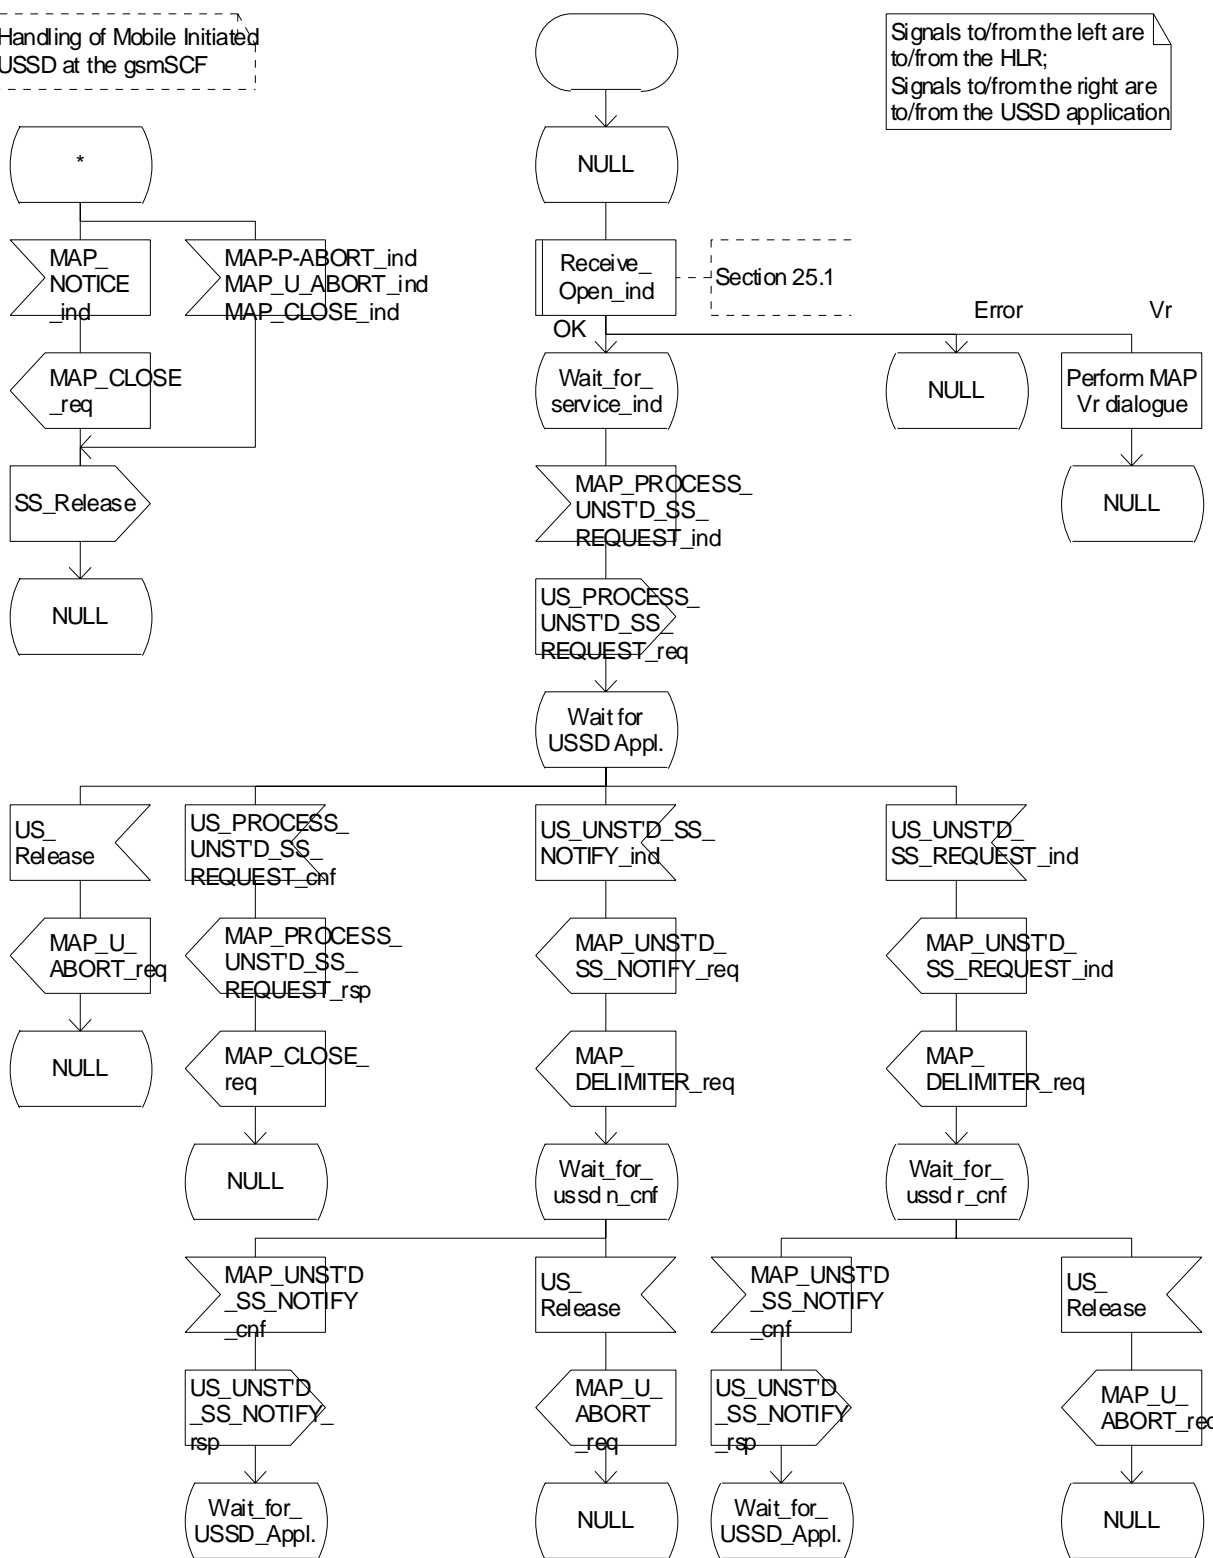 Handling of Mobile Initiated
USSD at the gsmSCF
Signals to/from the left are
to/from the HLR;
Signals to/from the right are
to/from the USSD application
*
NULL
MAP_
NOTICE
_ind
MAP-P-ABORT_ind
MAP_U_ABORT_ind
MAP_CLOSE_ind
Receive_
Open_ind
Section 25.1
OK
Error
Vr
MAP_CLOSE
_req
Wait_for_
service_ind
NULL
Perform MAP
Vr dialogue
SS_Release
MAP_PROCESS_
UNST'D_SS_
REQUEST_ind
NULL
NULL
US_PROCESS_
UNST'D_SS_
REQUEST_req
Wait for
USSD Appl.
US_
Release
US_PROCESS_
UNST'D_SS_
REQUEST_cnf
US_UNST'D_SS_
NOTIFY_ind
US_UNST'D_
SS_REQUEST_ind
MAP_U_
ABORT_req
MAP_PROCESS_
UNST'D_SS_
REQUEST_rsp
MAP_UNST'D_
SS_NOTIFY_req
MAP_UNST'D_
SS_REQUEST_ind
NULL
MAP_CLOSE_
req
MAP_
DELIMITER_req
MAP_
DELIMITER_req
NULL
Wait_for_
ussd n_cnf
Wait_for_
ussd r_cnf
MAP_UNST'D
_SS_NOTIFY
_cnf
US_
Release
MAP_UNST'D
_SS_NOTIFY
_cnf
US_
Release
US_UNST'D
_SS_NOTIFY_
rsp
MAP_U_
ABORT
_req
US_UNST'D
_SS_NOTIFY
_rsp
MAP_U_
ABORT_req
Wait_for_
USSD_Appl.
NULL
Wait_for_
USSD_Appl.
NULL